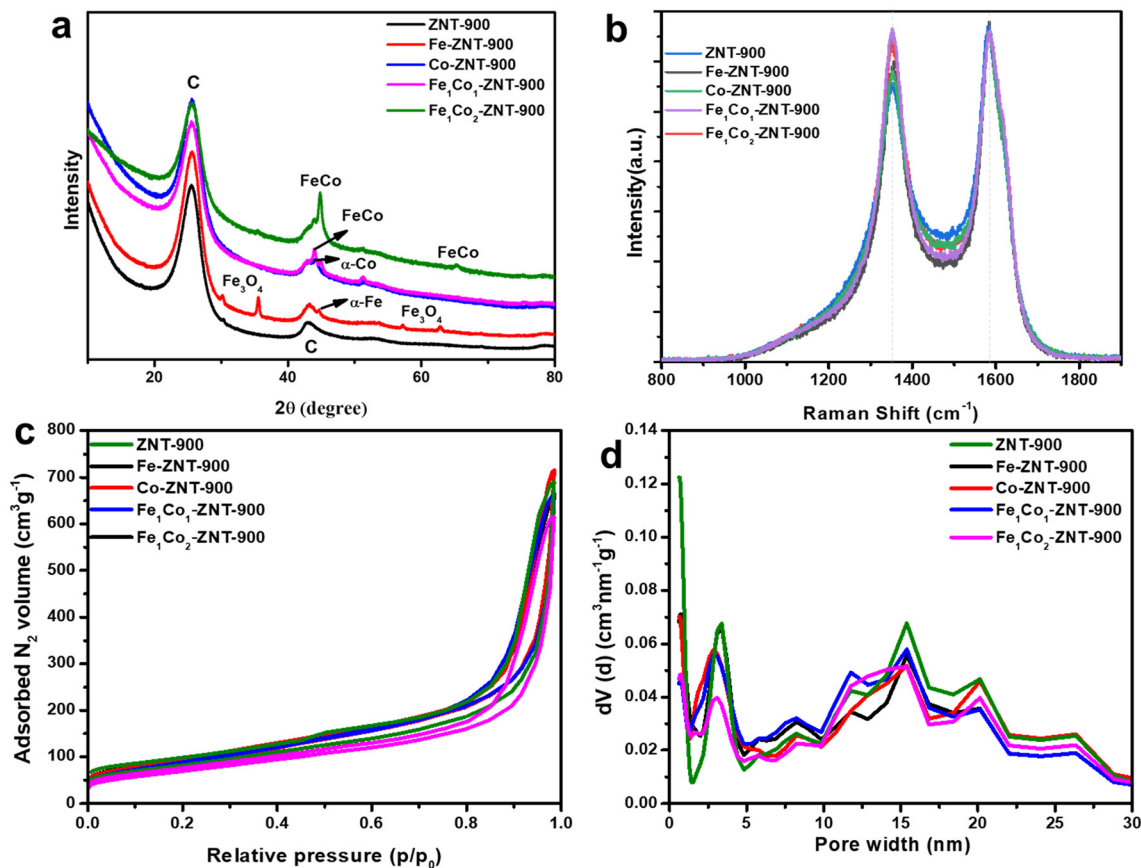 a
ZNT-900
Fe-ZNT-900
Co-ZNT-900
Fe₁Co₁-ZNT-900
Fe₁Co₂-ZNT-900
C
FeCo
FeCo
α-Co
FeCo
Fe₃O₄
α-Fe
Fe₃O₄
C
Intensity
20 40 60 80
2θ (degree)
b
ZNT-900
Fe-ZNT-900
Co-ZNT-900
Fe₁Co₁-ZNT-900
Fe₁Co₂-ZNT-900
Intensity(a.u.)
800 1000 1200 1400 1600 1800
Raman Shift (cm⁻¹)
c
ZNT-900
Fe-ZNT-900
Co-ZNT-900
Fe₁Co₁-ZNT-900
Fe₁Co₂-ZNT-900
Adsorbed N₂ volume (cm³g⁻¹)
800
700
600
500
400
300
200
100
0
0.0 0.2 0.4 0.6 0.8 1.0
Relative pressure (p/p₀)
d
ZNT-900
Fe-ZNT-900
Co-ZNT-900
Fe₁Co₁-ZNT-900
Fe₁Co₂-ZNT-900
dV (d) (cm³nm⁻¹g⁻¹)
0.14
0.12
0.10
0.08
0.06
0.04
0.02
0.00
0 5 10 15 20 25 30
Pore width (nm)